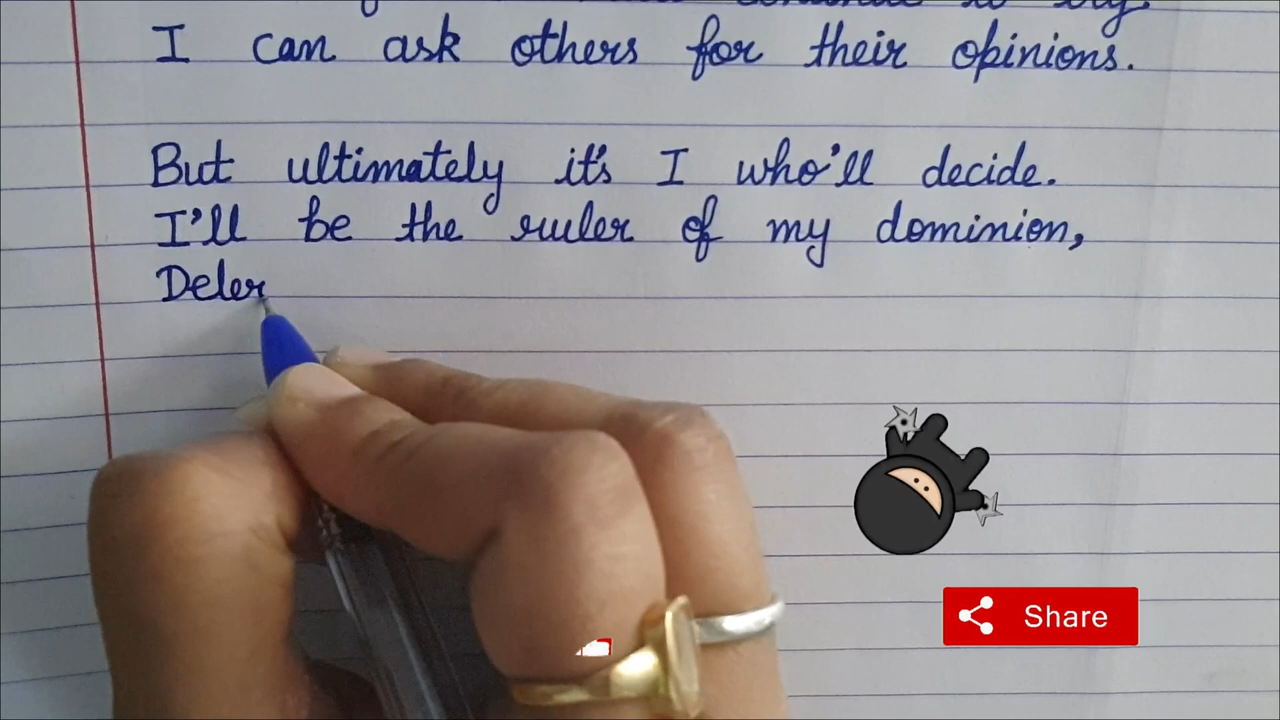 I can ask others for their opinions.
But ultimately it's I who'll decide.
I'll be the ruler of my dominion,
Deler
Share